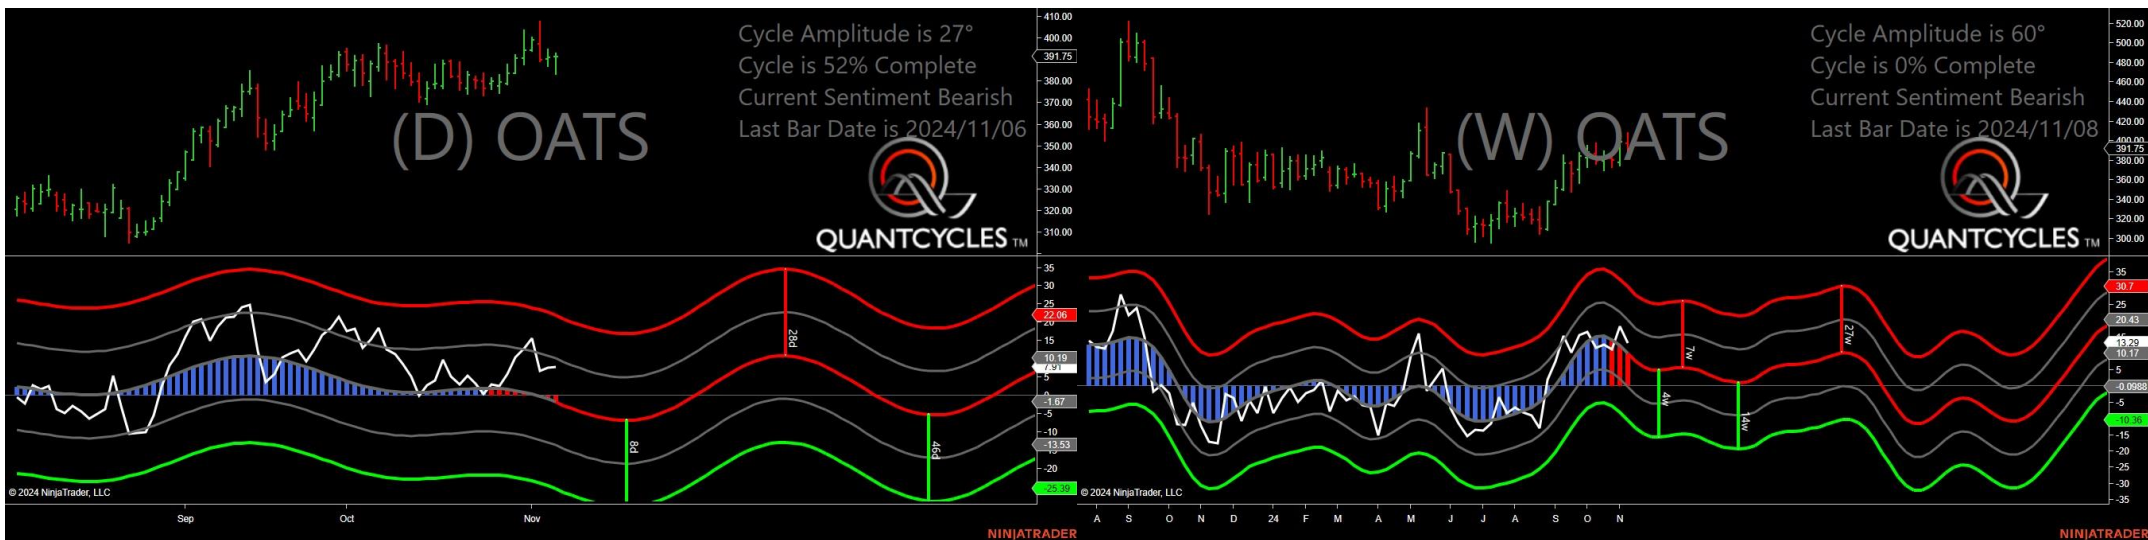 Cycle Amplitude is 27°
Cycle is 52% Complete
Current Sentiment Bearish
Last Bar Date is 2024/11/06
(D) OATS
QUANTCYCLES TM
410.00
400.00
391.75
380.00
370.00
360.00
350.00
340.00
330.00
320.00
310.00
35
30
22.06
20
15
10.19
7.91
5
0
-1.67
-5
-10
-13.53
-15
-20
-25.39
28d
8d
46d
© 2024 NinjaTrader, LLC
Sep Oct Nov
NINJATRADER
Cycle Amplitude is 60°
Cycle is 0% Complete
Current Sentiment Bearish
Last Bar Date is 2024/11/08
(W) OATS
QUANTCYCLES TM
520.00
500.00
480.00
460.00
440.00
420.00
400.00
391.75
380.00
360.00
340.00
320.00
300.00
35
30.7
25
20.43
15
13.29
10.17
5
-0.0988
-5
-10.36
-15
-20
-25
-30
-35
7w
27w
4w
14w
© 2024 NinjaTrader, LLC
A S O N D 24 F M A M J J A S O N
NINJATRADER